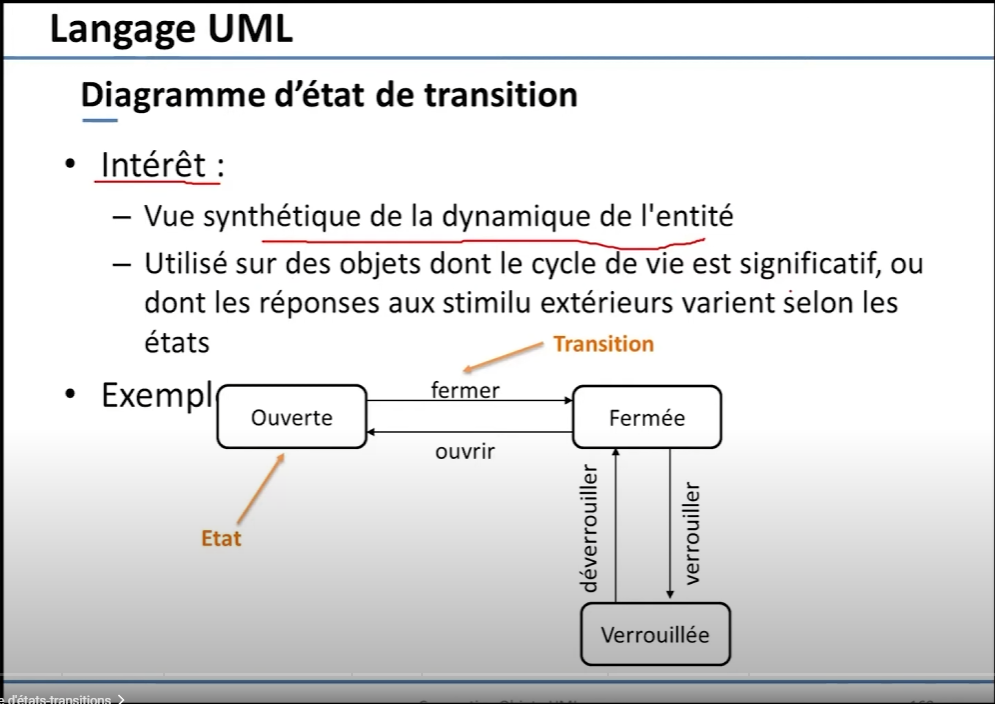 Langage UML
Diagramme d'état de transition
• Intérêt :
– Vue synthétique de la dynamique de l'entité
– Utilisé sur des objets dont le cycle de vie est significatif, ou
dont les réponses aux stimilu extérieurs varient selon les
états
Transition
• Exempl
fermer
Ouverte
Fermée
ouvrir
déverrouiller
verrouiller
Etat
Verrouillée
e d'états-transitions